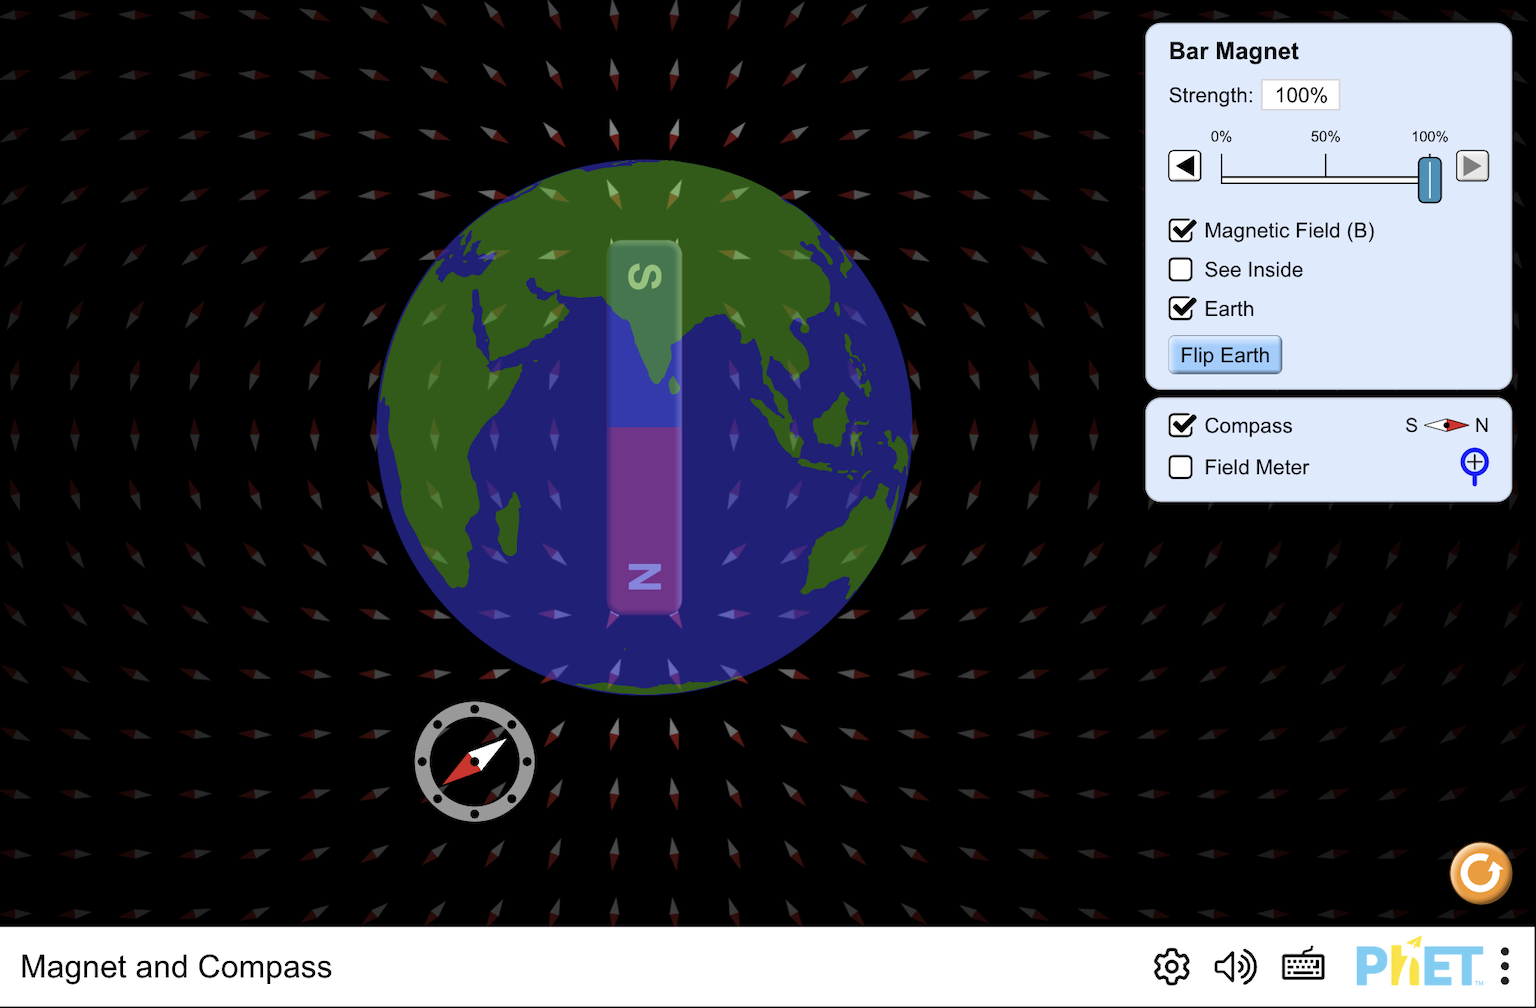 Bar Magnet
Strength: 100%
0% 50% 100%
Magnetic Field (B)
See Inside
Earth
Flip Earth
Compass S N
Field Meter
S
N
Magnet and Compass
PhET™